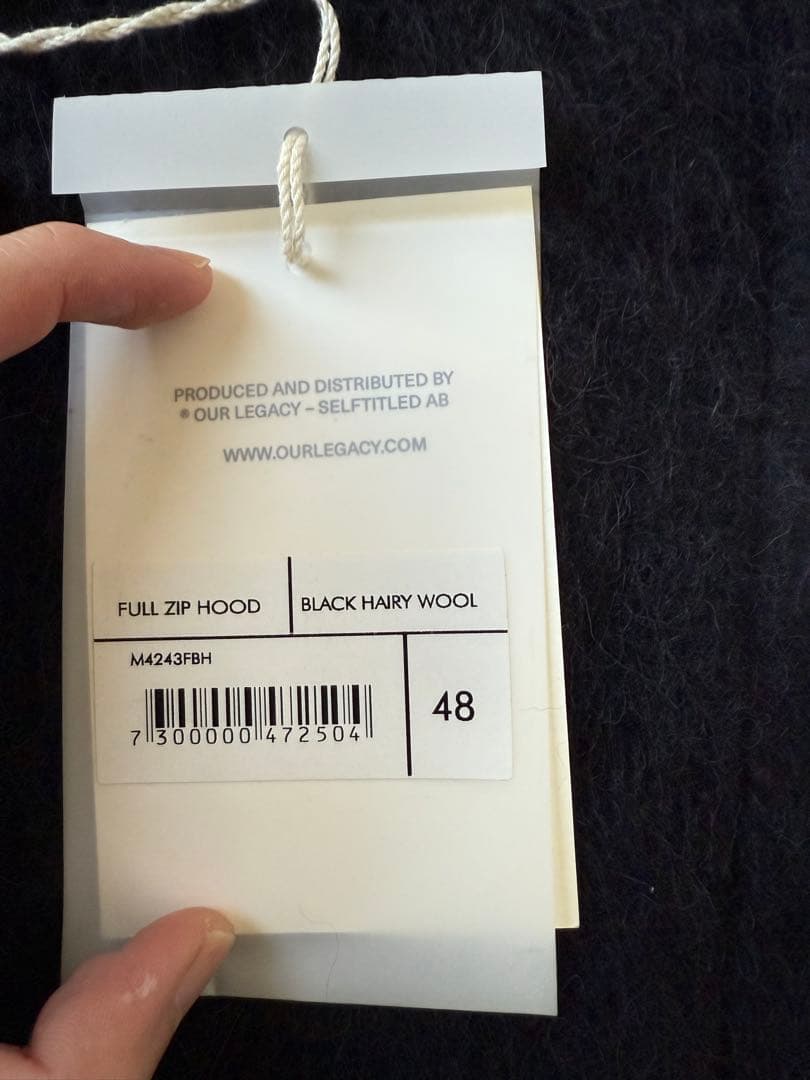 PRODUCED AND DISTRIBUTED BY
® OUR LEGACY – SELFTITLED AB
WWW.OURLEGACY.COM
FULL ZIP HOOD
BLACK HAIRY WOOL
M4243FBH
48
7 300000 472504